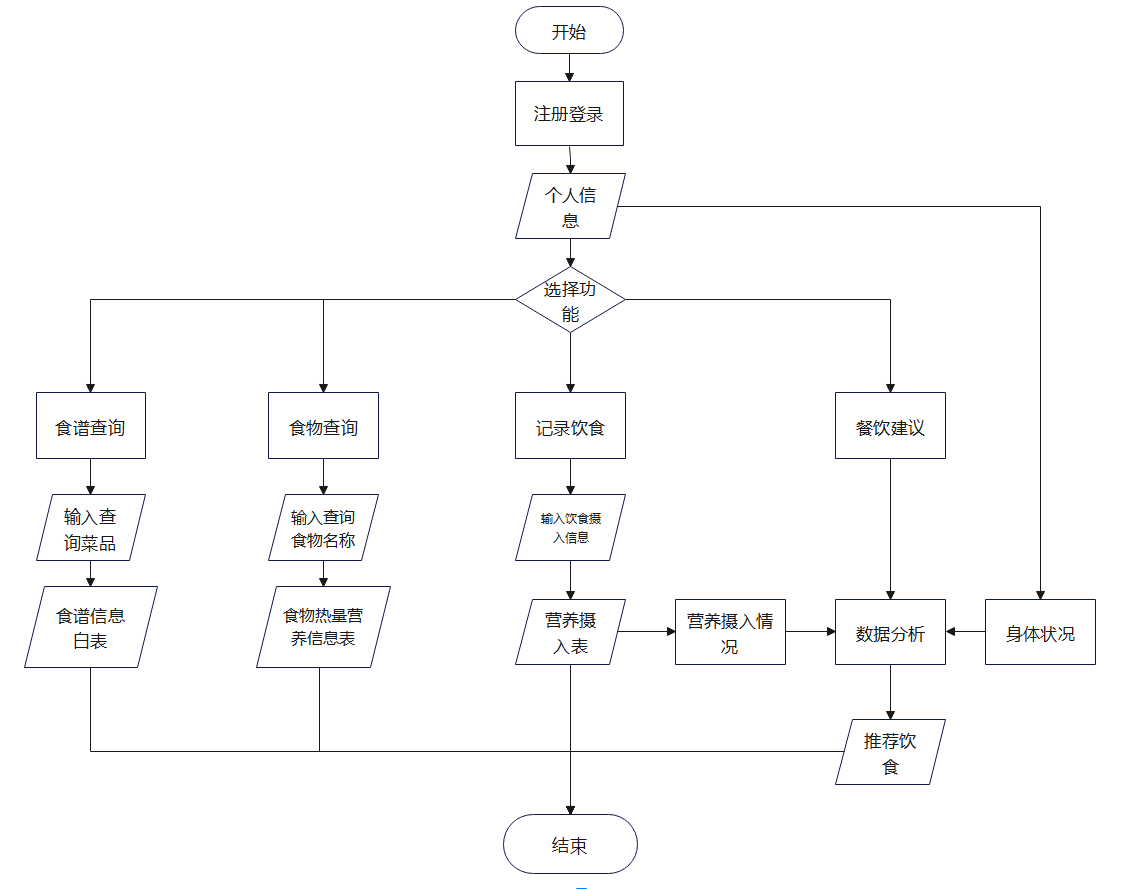 开始
注册登录
个人信
息
选择功
能
食谱查询
食物查询
记录饮食
餐饮建议
输入查
询菜品
输入查询
食物名称
输入饮食摄
入信息
食谱信息
白表
食物热量营
养信息表
营养摄
入表
营养摄入情
况
数据分析
身体状况
推荐饮
食
结束